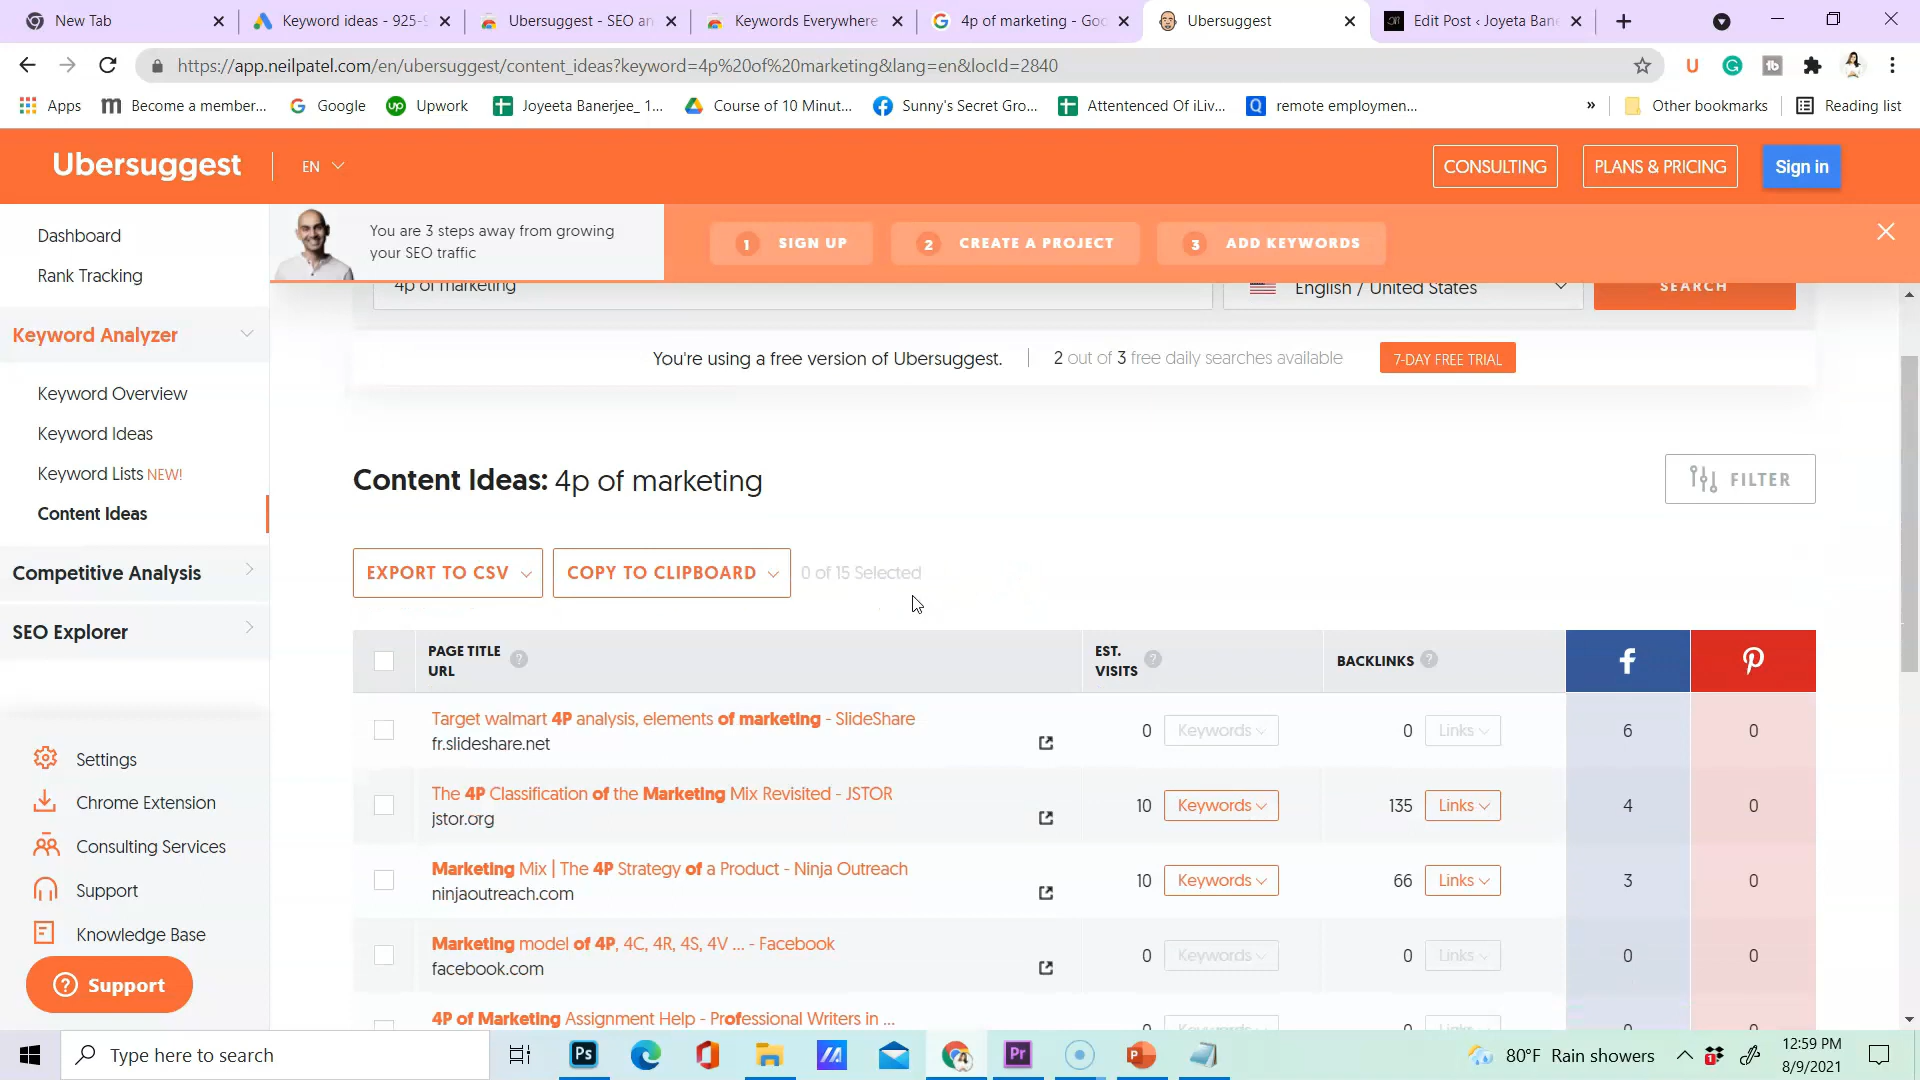 New Tab
Keyword ideas - 925-9
Ubersuggest - SEO an
Keywords Everywhere
4p of marketing - Goo
Ubersuggest
Edit Post ‹ Joyeta Bane
https://app.neilpatel.com/en/ubersuggest/content_ideas?keyword=4p%20of%20marketing&lang=en&locId=2840
Apps
Become a member...
Google
Upwork
Joyeeta Banerjee_ 1...
Course of 10 Minut...
Sunny's Secret Gro...
Attentenced Of iLiv...
remote employmen...
»
Other bookmarks
Reading list
Ubersuggest
EN
CONSULTING
PLANS & PRICING
Sign in
You are 3 steps away from growing
your SEO traffic
1 SIGN UP
2 CREATE A PROJECT
3 ADD KEYWORDS
Dashboard
Rank Tracking
Keyword Analyzer
Keyword Overview
Keyword Ideas
Keyword Lists NEW!
Content Ideas
Competitive Analysis
SEO Explorer
Settings
Chrome Extension
Consulting Services
Support
Knowledge Base
Support
4p of marketing
English / United States
SEARCH
You're using a free version of Ubersuggest.
2 out of 3 free daily searches available
7-DAY FREE TRIAL
Content Ideas: 4p of marketing
FILTER
EXPORT TO CSV
COPY TO CLIPBOARD
0 of 15 Selected
PAGE TITLE
URL
EST.
VISITS
BACKLINKS
Target walmart 4P analysis, elements of marketing - SlideShare
fr.slideshare.net
0 Keywords 0 Links 6 0
The 4P Classification of the Marketing Mix Revisited - JSTOR
jstor.org
10 Keywords 135 Links 4 0
Marketing Mix | The 4P Strategy of a Product - Ninja Outreach
ninjaoutreach.com
10 Keywords 66 Links 3 0
Marketing model of 4P, 4C, 4R, 4S, 4V ... - Facebook
facebook.com
0 Keywords 0 Links 0 0
4P of Marketing Assignment Help - Professional Writers in ...
Type here to search
Ps
Pr
80°F Rain showers
12:59 PM
8/9/2021